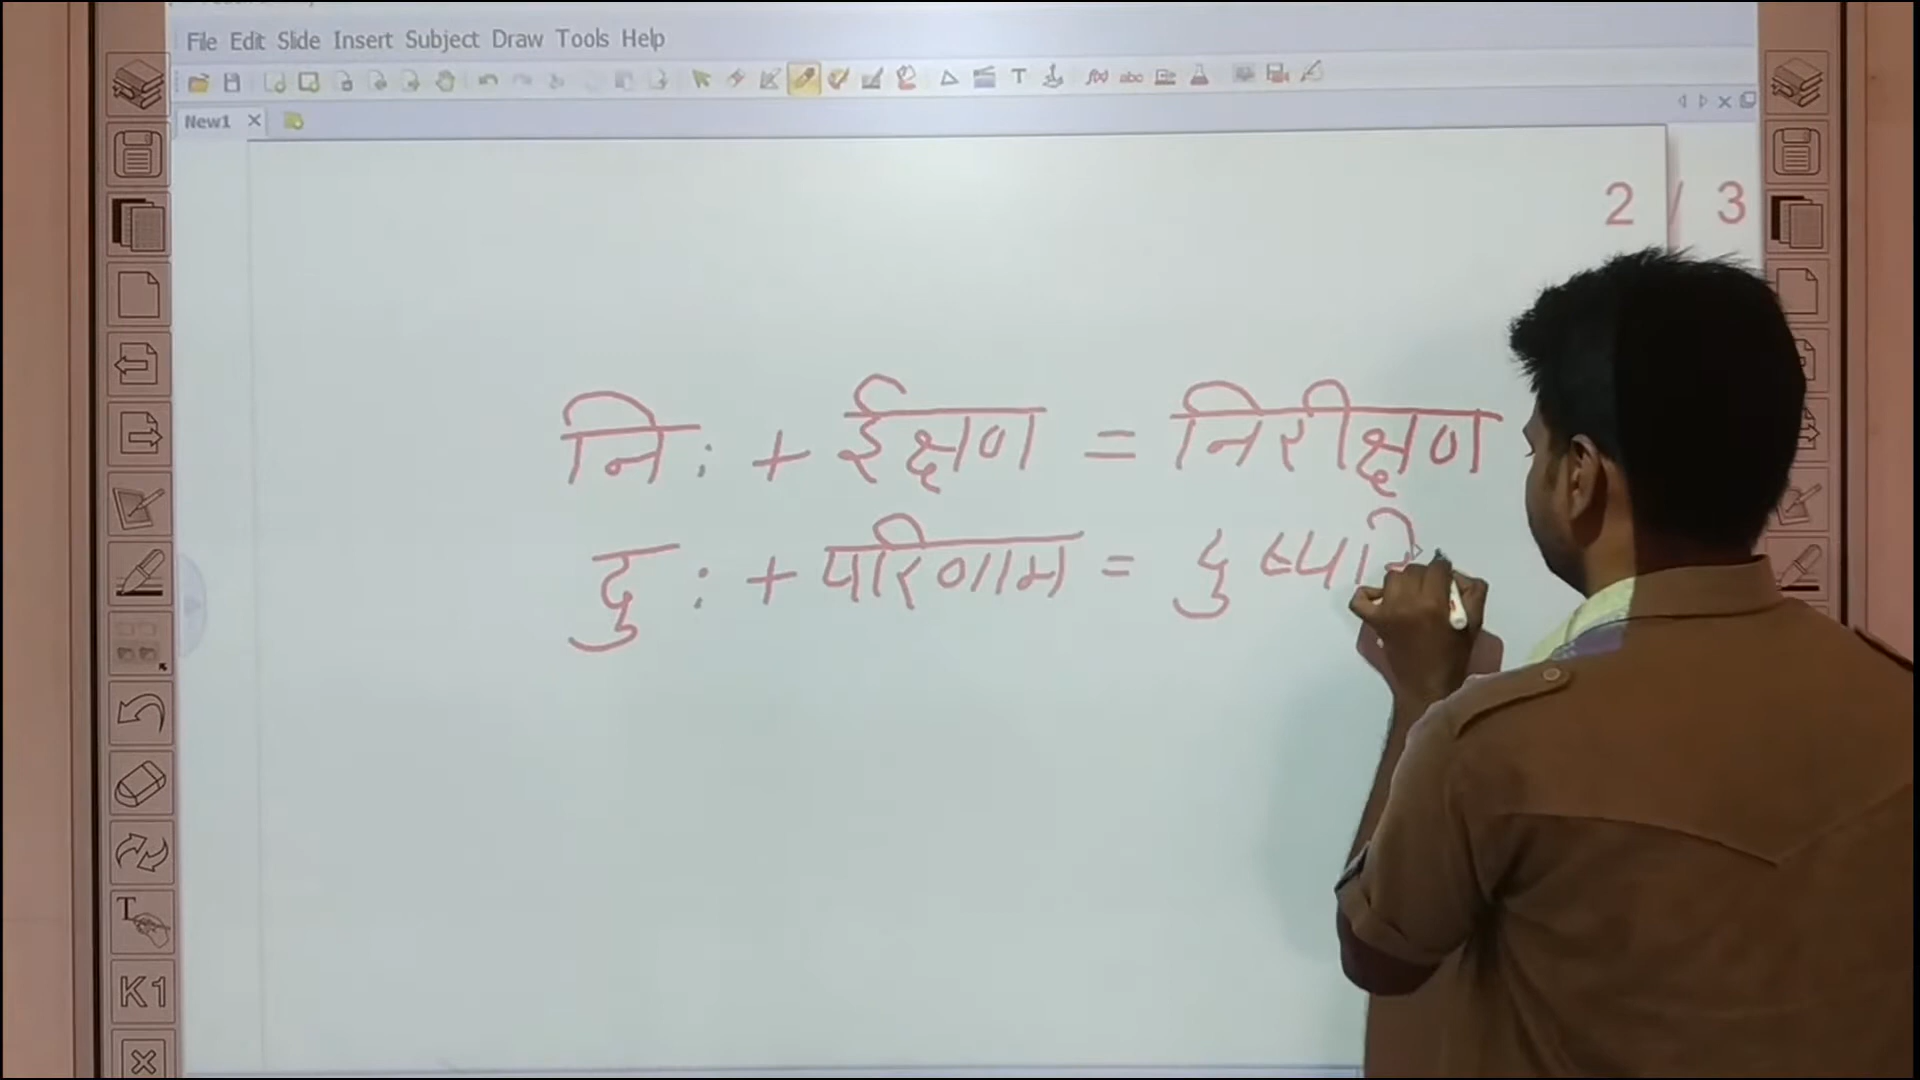 File Edit Slide Insert Subject Draw Tools Help
New1
2 / 3
नि: + ईक्षण = निरीक्षण
दु: + परिणाम =
T
K1